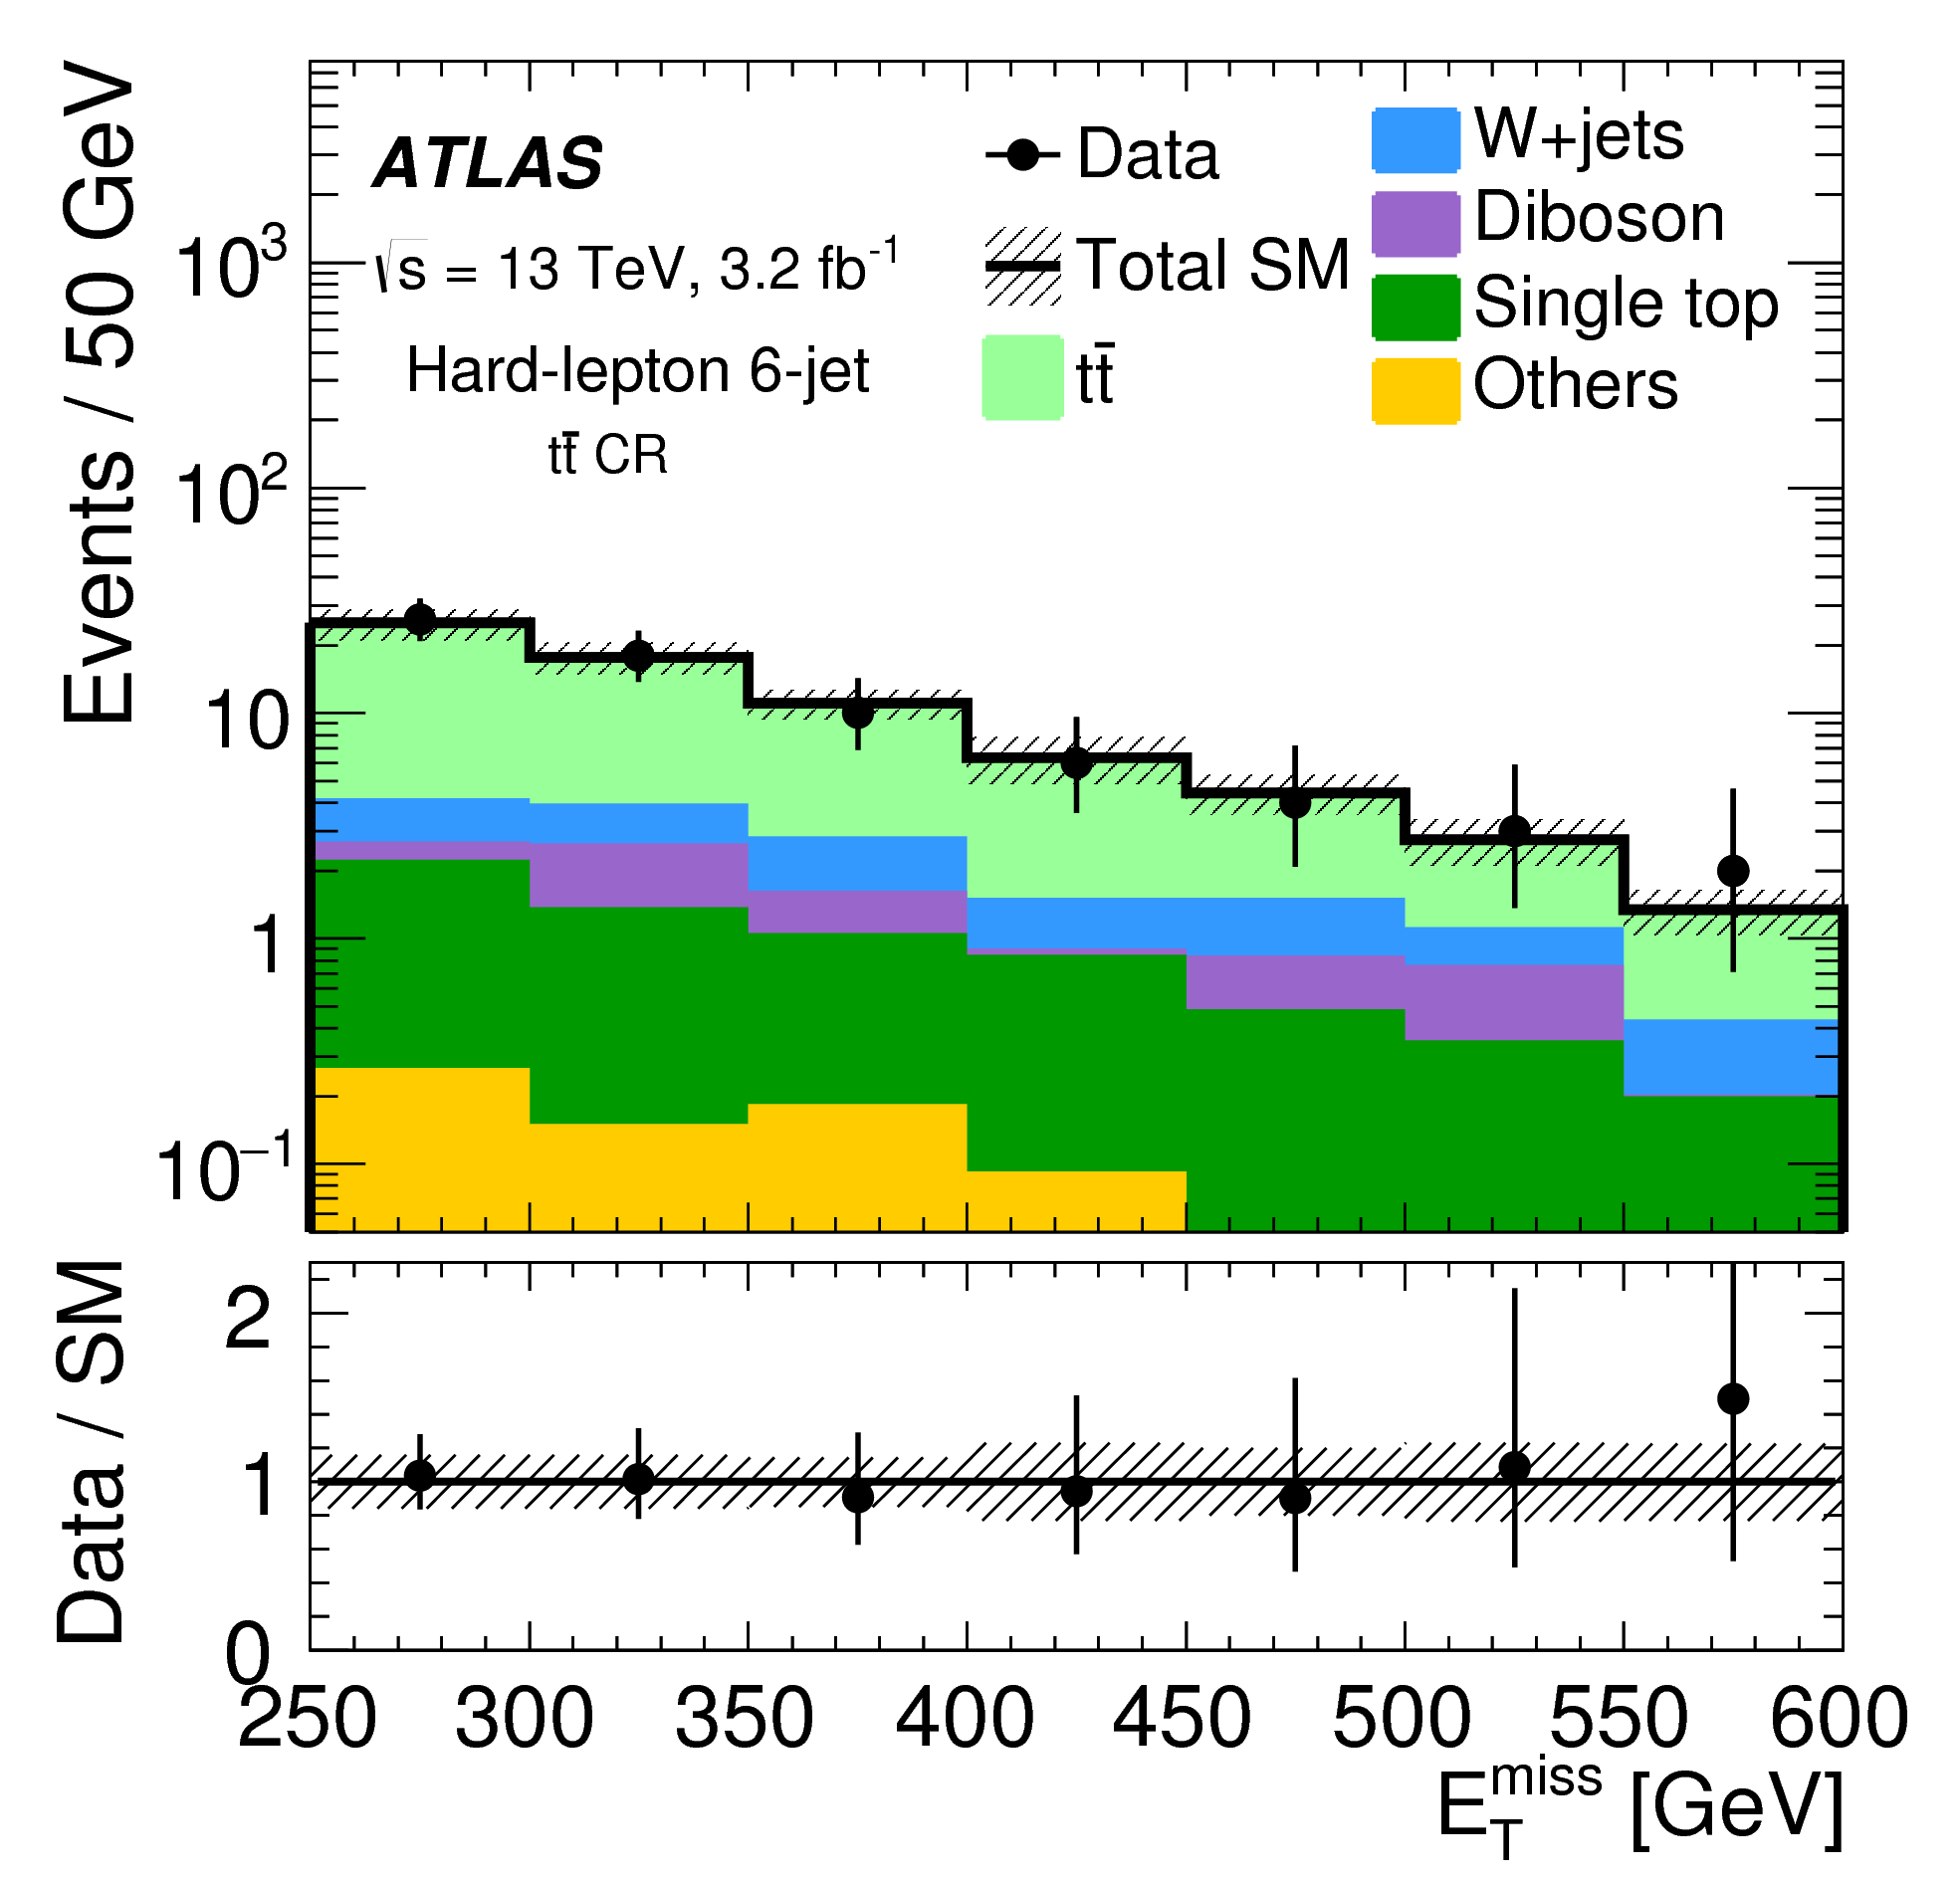 Events / 50 GeV
10³
10²
10
1
10⁻¹
ATLAS
√s = 13 TeV, 3.2 fb⁻¹
Hard-lepton 6-jet
tt̄ CR
Data
Total SM
tt̄
W+jets
Diboson
Single top
Others
Data / SM
2
1
0
250 300 350 400 450 500 550 600
E_T^miss [GeV]